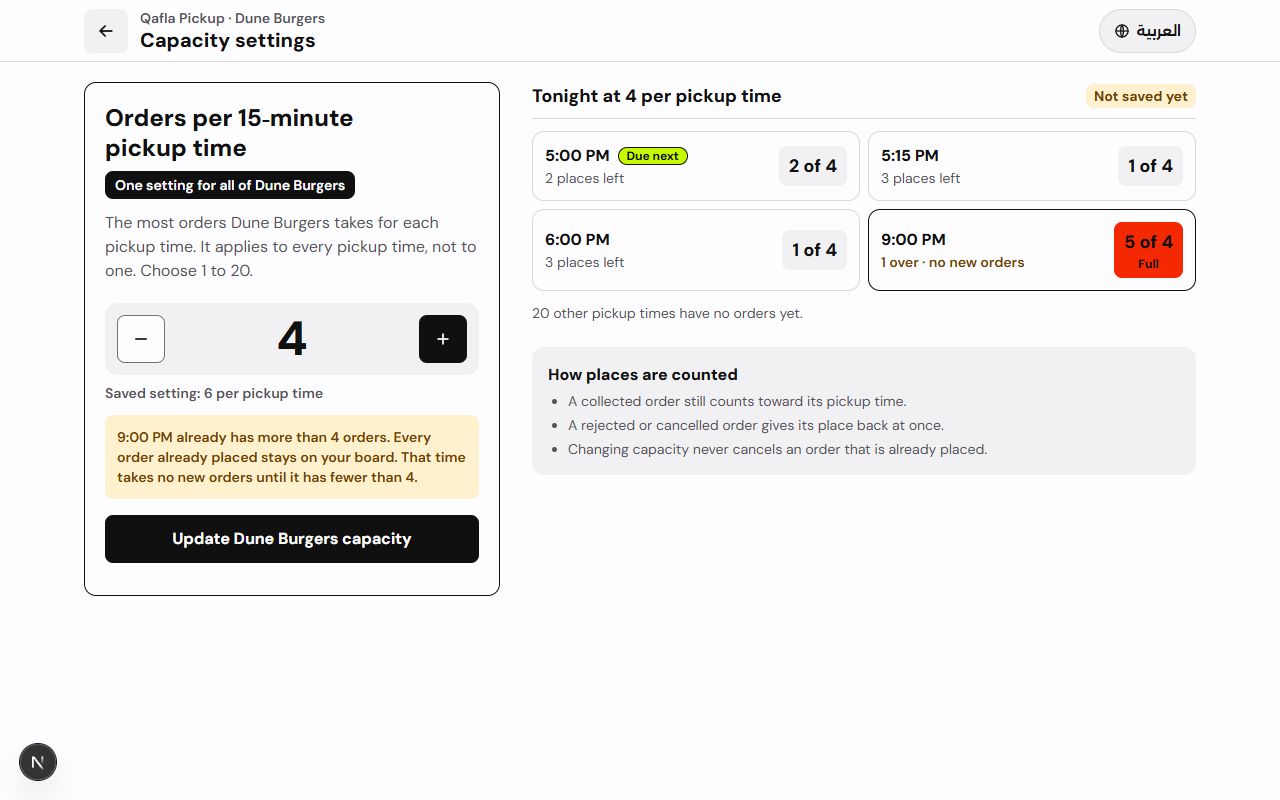 Qafla Pickup · Dune Burgers
Capacity settings
العربية
Orders per 15-minute
pickup time
One setting for all of Dune Burgers
The most orders Dune Burgers takes for each
pickup time. It applies to every pickup time, not to
one. Choose 1 to 20.
−
4
+
Saved setting: 6 per pickup time
9:00 PM already has more than 4 orders. Every
order already placed stays on your board. That time
takes no new orders until it has fewer than 4.
Update Dune Burgers capacity
Tonight at 4 per pickup time
Not saved yet
5:00 PM Due next
2 places left
2 of 4
5:15 PM
3 places left
1 of 4
6:00 PM
3 places left
1 of 4
9:00 PM
1 over · no new orders
5 of 4
Full
20 other pickup times have no orders yet.
How places are counted
• A collected order still counts toward its pickup time.
• A rejected or cancelled order gives its place back at once.
• Changing capacity never cancels an order that is already placed.
N